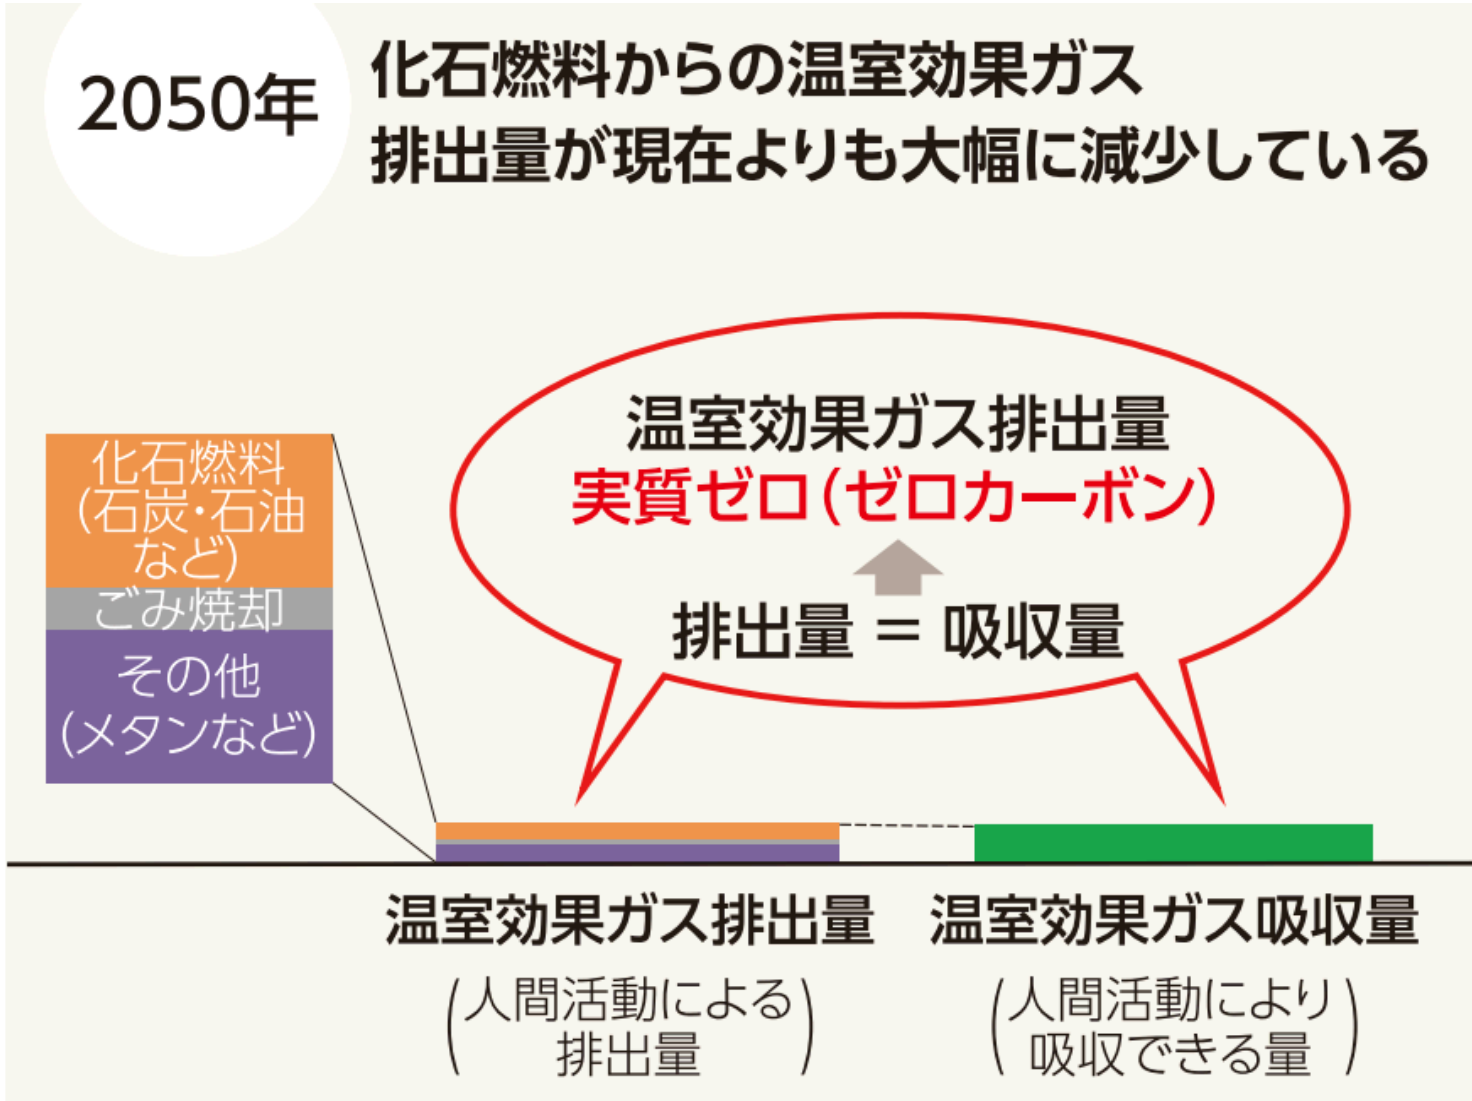 2050年
化石燃料からの温室効果ガス
排出量が現在よりも大幅に減少している
温室効果ガス排出量
実質ゼロ(ゼロカーボン)
排出量 = 吸収量
化石燃料
(石炭・石油
など)
ごみ焼却
その他
(メタンなど)
温室効果ガス排出量
(人間活動による
排出量)
温室効果ガス吸収量
(人間活動により
吸収できる量)